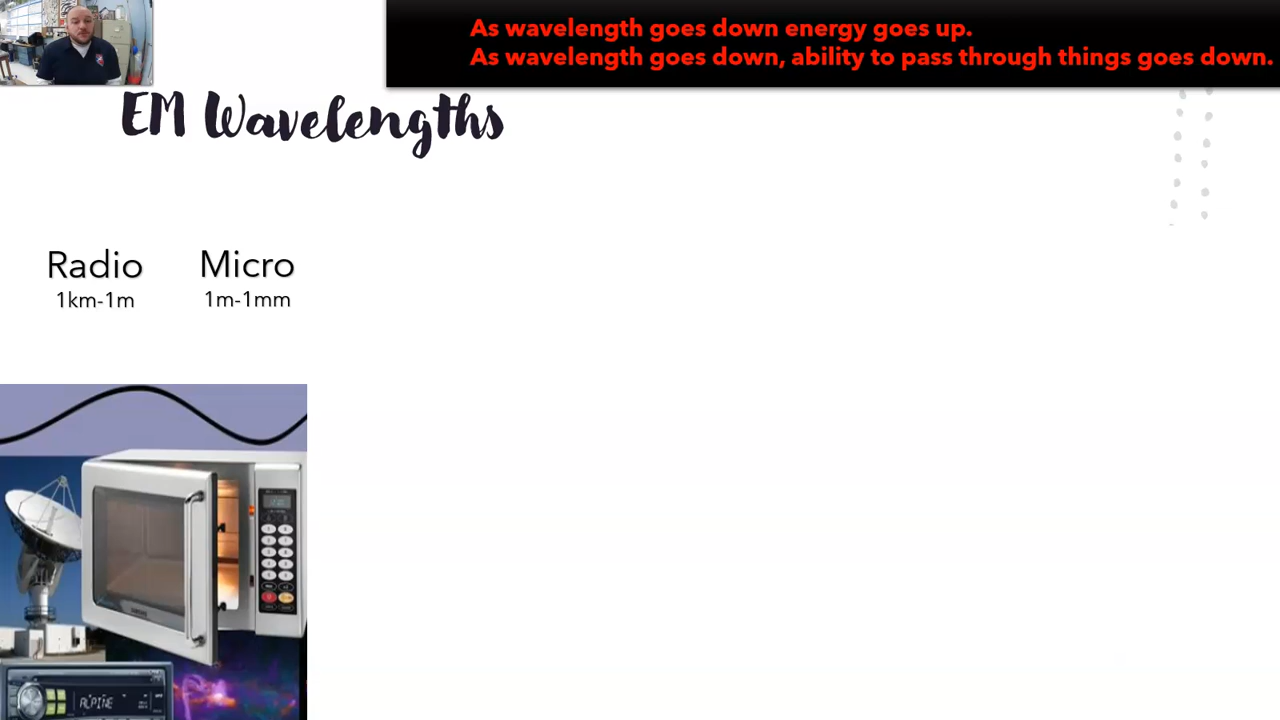 As wavelength goes down energy goes up.
As wavelength goes down, ability to pass through things goes down.
EM Wavelengths
Radio
1km-1m
Micro
1m-1mm
ALPINE